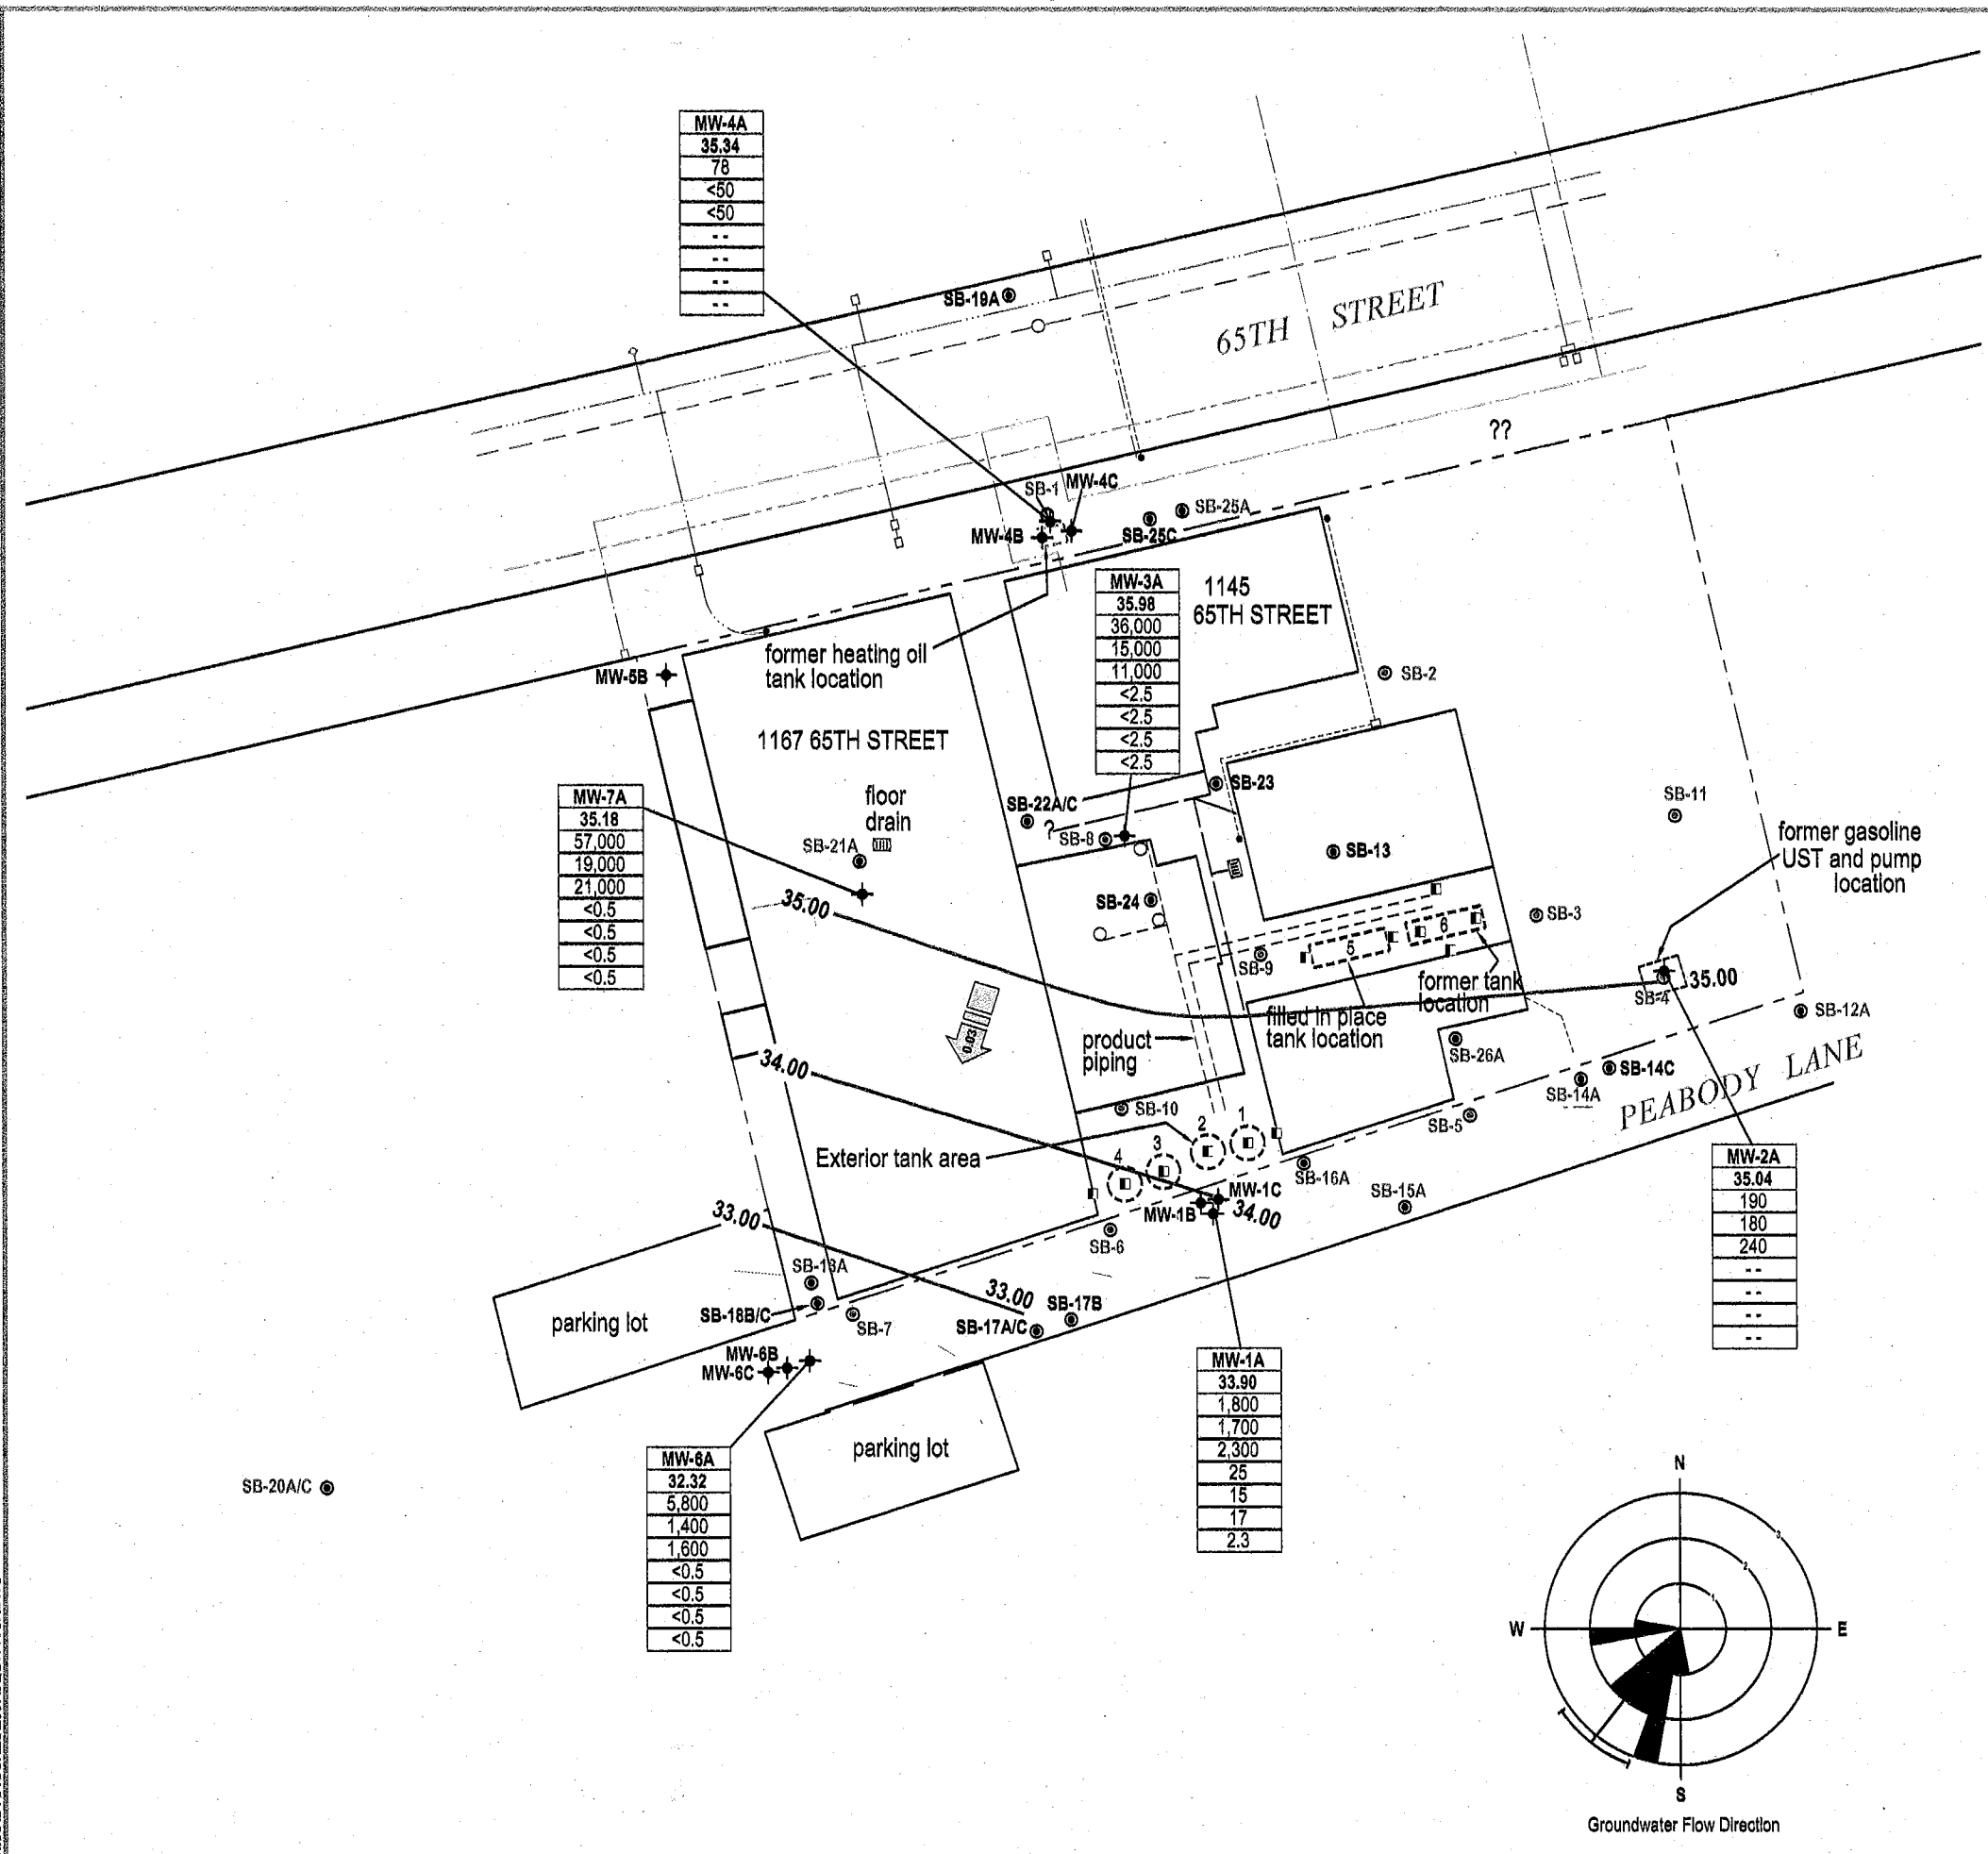 MW-4A
35.34
78
<50
<50
--
--
--
--
SB-19A
65TH STREET
??
SB-1
MW-4C
SB-25A
MW-4B
SB-25C
MW-3A
35.98
36,000
15,000
11,000
<2.5
<2.5
<2.5
<2.5
1145
65TH STREET
former heating oil
tank location
MW-5B
SB-2
1167 65TH STREET
MW-7A
35.18
57,000
19,000
21,000
<0.5
<0.5
<0.5
<0.5
floor
drain
SB-21A
SB-22A/C
?
SB-8
SB-23
SB-11
former gasoline
UST and pump
location
SB-13
SB-24
35.00
SB-3
6
5
SB-9
former tank
location
SB-4
35.00
filled in place
tank location
SB-12A
0.03
product
piping
SB-26A
34.00
SB-14C
SB-14A
PEABODY LANE
SB-10
SB-5
1
2
3
4
Exterior tank area
SB-16A
MW-1C
MW-1B
34.00
SB-15A
MW-2A
35.04
190
180
240
--
--
--
--
33.00
SB-6
SB-18A
33.00
SB-17B
SB-18B/C
SB-7
SB-17A/C
parking lot
MW-6B
MW-6C
MW-1A
33.90
1,800
1,700
2,300
25
15
17
2.3
parking lot
MW-6A
32.32
5,800
1,400
1,600
<0.5
<0.5
<0.5
<0.5
SB-20A/C
N
3
2
1
W
E
S
Groundwater Flow Direction